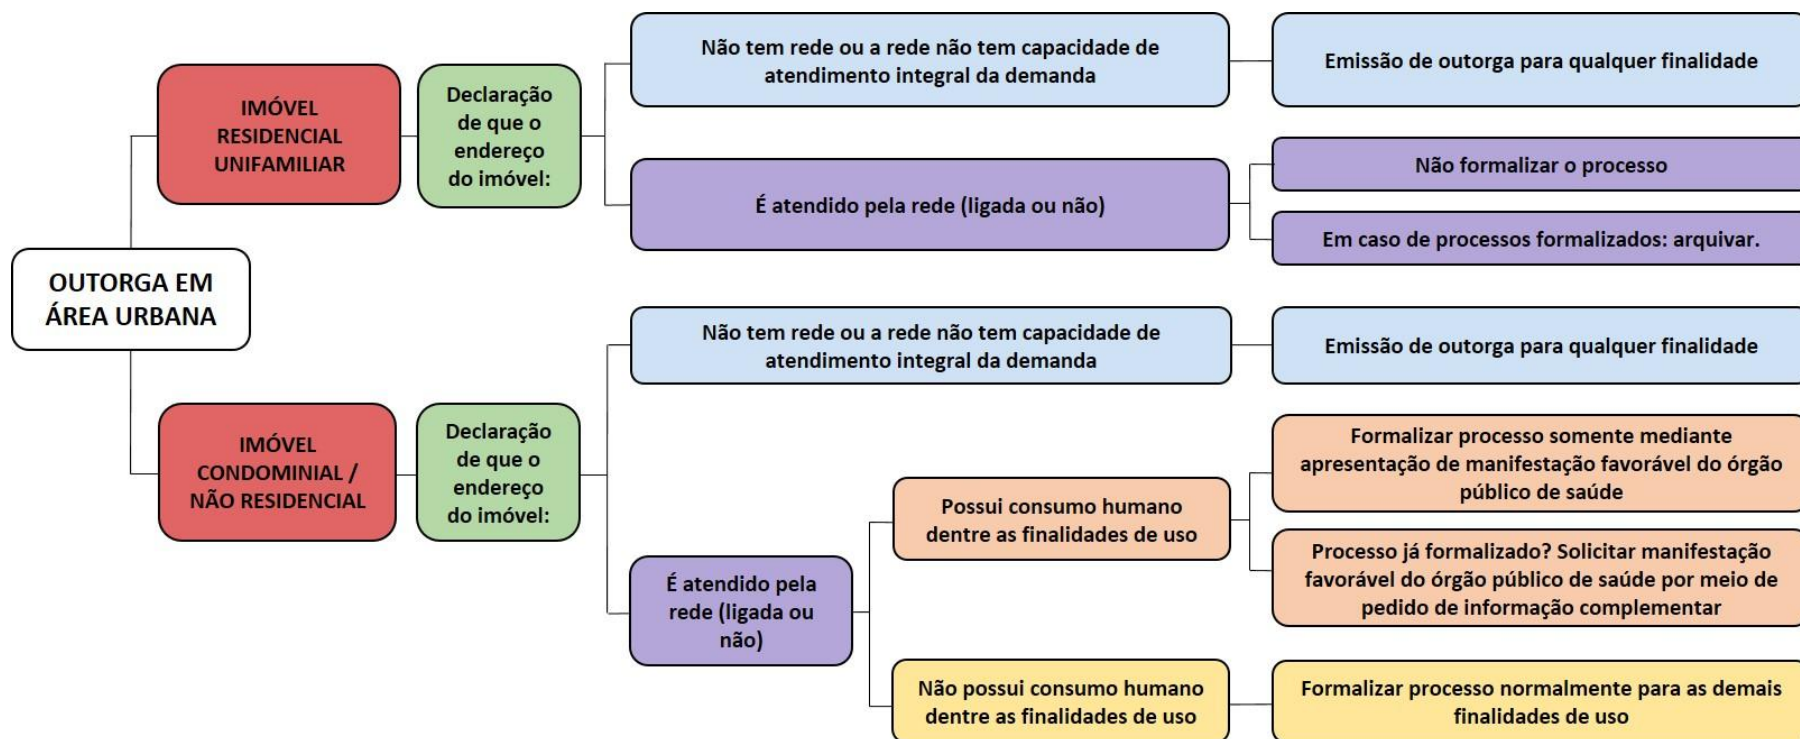 OUTORGA EM
ÁREA URBANA
IMÓVEL
RESIDENCIAL
UNIFAMILIAR
Declaração
de que o
endereço
do imóvel:
Não tem rede ou a rede não tem capacidade de
atendimento integral da demanda
Emissão de outorga para qualquer finalidade
É atendido pela rede (ligada ou não)
Não formalizar o processo
Em caso de processos formalizados: arquivar.
IMÓVEL
CONDOMINIAL /
NÃO RESIDENCIAL
Declaração
de que o
endereço
do imóvel:
Não tem rede ou a rede não tem capacidade de
atendimento integral da demanda
Emissão de outorga para qualquer finalidade
É atendido pela
rede (ligada ou
não)
Possui consumo humano
dentre as finalidades de uso
Formalizar processo somente mediante
apresentação de manifestação favorável do órgão
público de saúde
Processo já formalizado? Solicitar manifestação
favorável do órgão público de saúde por meio de
pedido de informação complementar
Não possui consumo humano
dentre as finalidades de uso
Formalizar processo normalmente para as demais
finalidades de uso